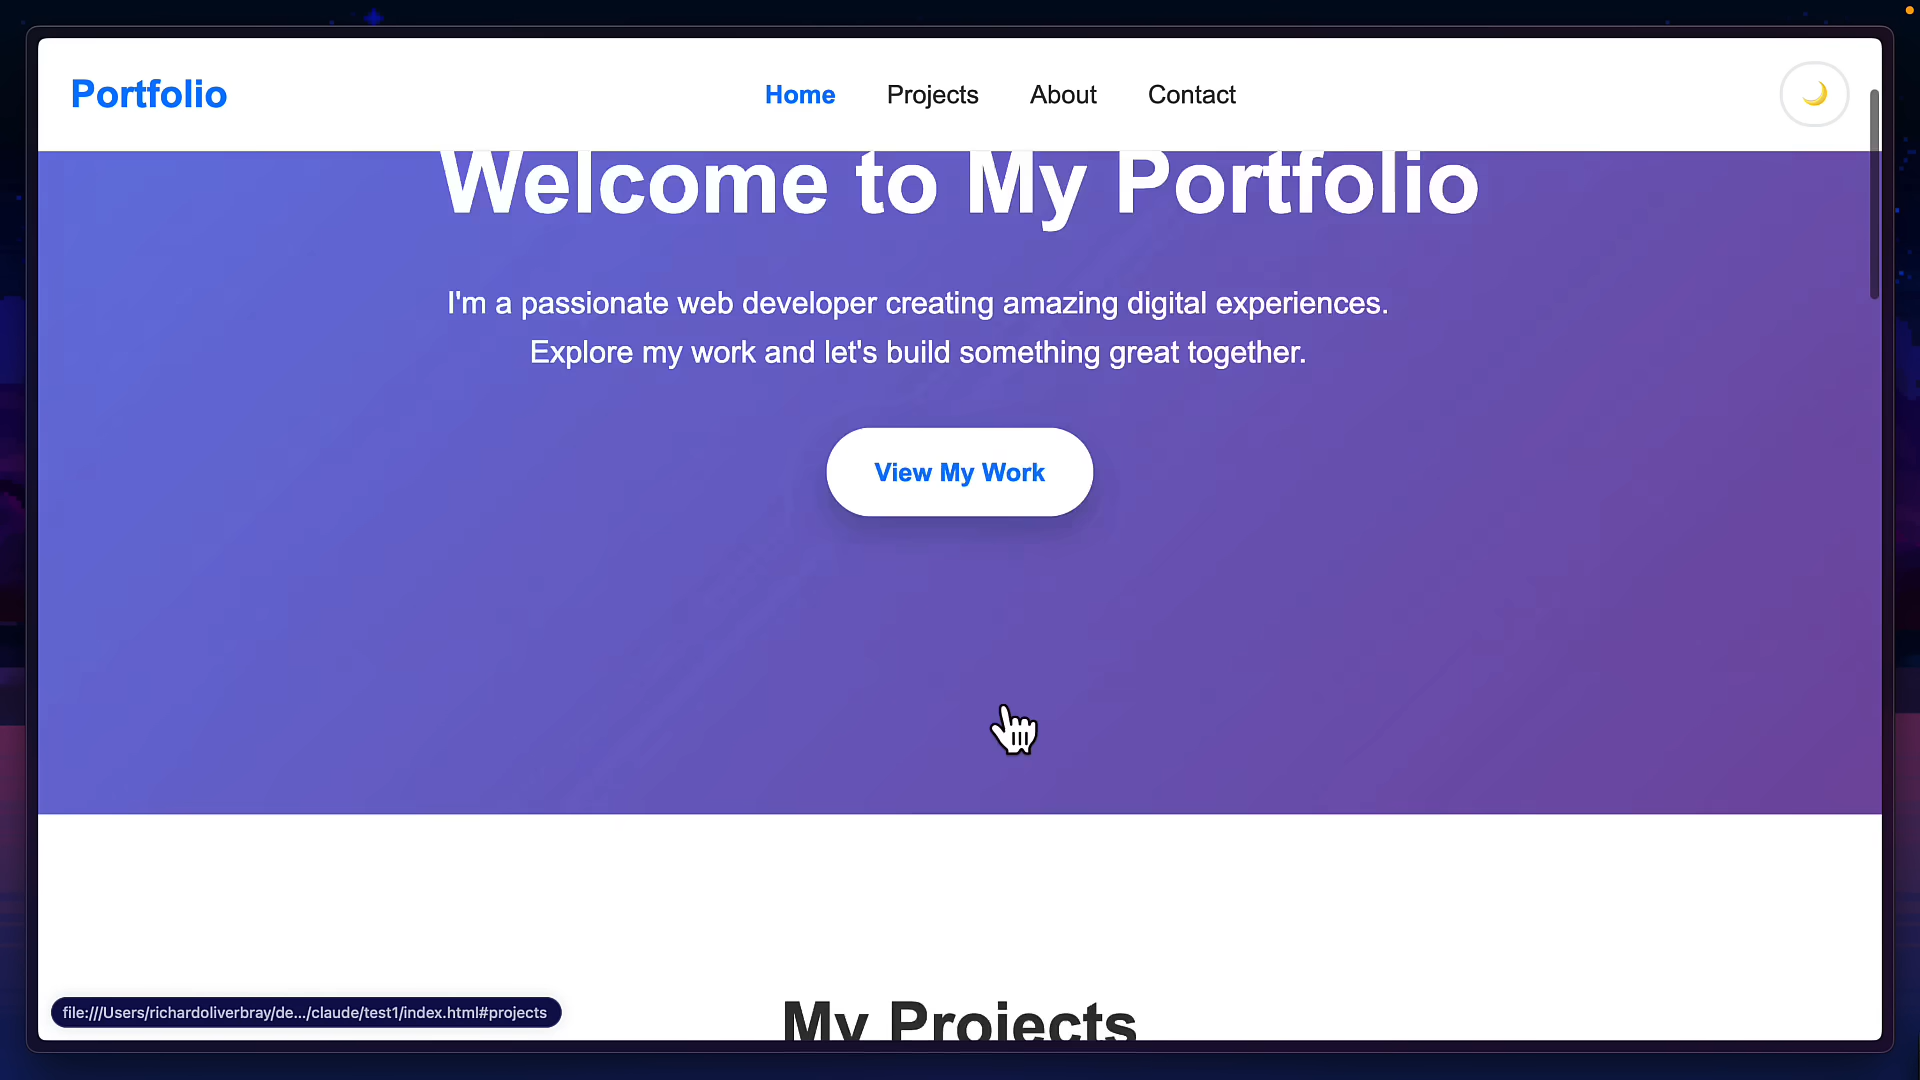 Portfolio
Home Projects About Contact
Welcome to My Portfolio
I'm a passionate web developer creating amazing digital experiences.
Explore my work and let's build something great together.
View My Work
My Projects
file:///Users/richardoliverbray/de.../claude/test1/index.html#projects